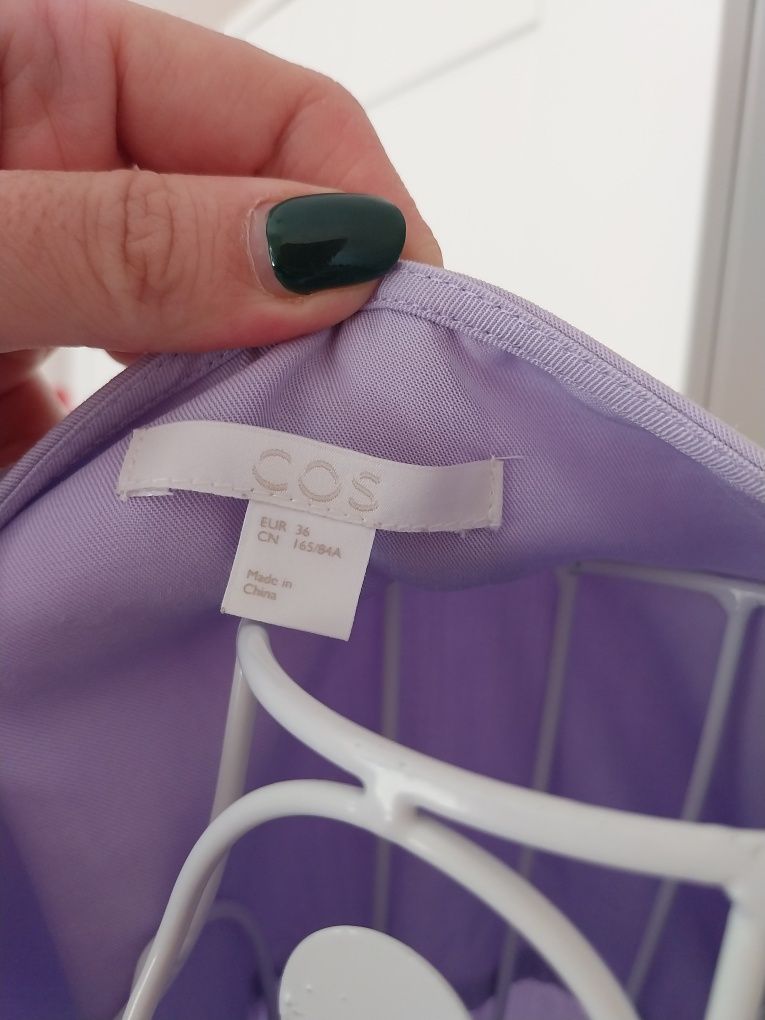 COS
EUR 36
CN 165/84A
Made in
China